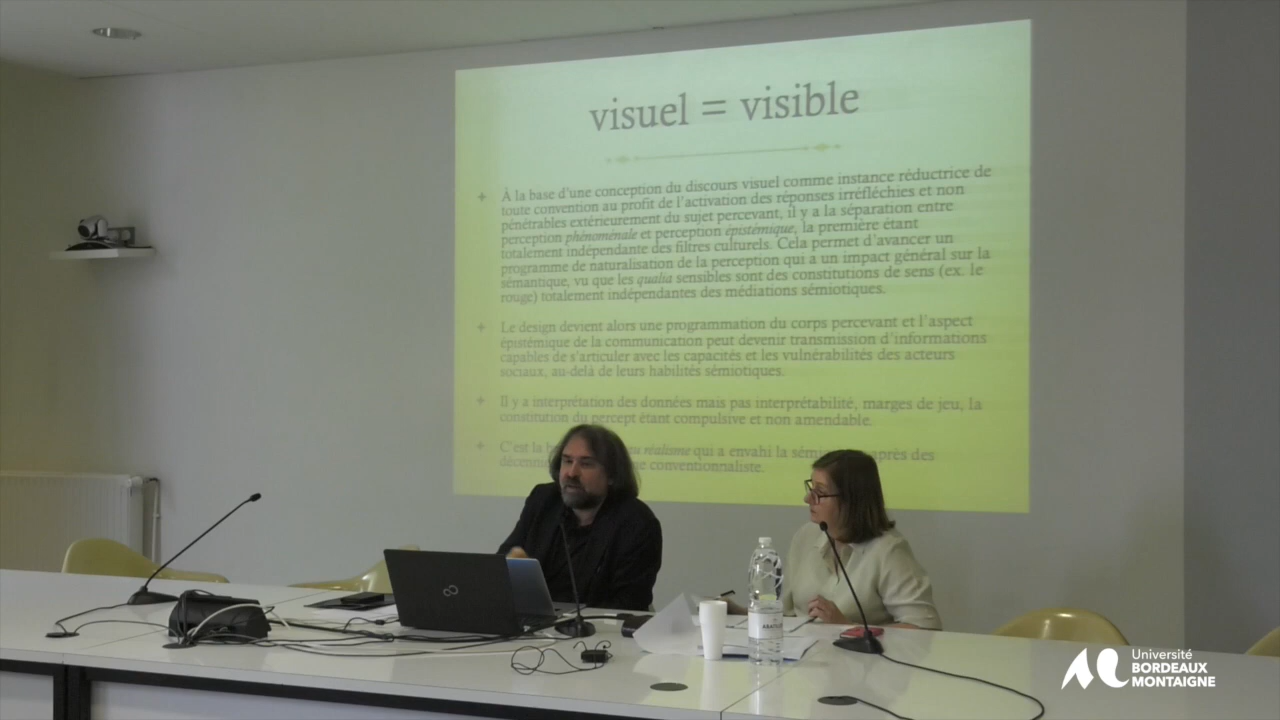 visuel = visible
À la base d'une conception du discours visuel comme instance réductrice de
toute convention au profit de l'activation des réponses irréfléchies et non
pénétrables extérieurement du sujet percevant, il y a la séparation entre
perception phénoménale et perception épistémique, la première étant
totalement indépendante des filtres culturels. Cela permet d'avancer un
programme de naturalisation de la perception qui a un impact général sur la
sémantique, vu que les qualia sensibles sont des constitutions de sens (ex. le
rouge) totalement indépendantes des médiations sémiotiques.
Le design devient alors une programmation du corps percevant et l'aspect
épistémique de la communication peut devenir transmission d'informations
capables de s'articuler avec les capacités et les vulnérabilités des acteurs
sociaux, au-delà de leurs habilités sémiotiques.
Il y a interprétation des données mais pas interprétabilité, marges de jeu, la
constitution du percept étant compulsive et non amendable.
C'est la réalisme qui a envahi la après des
conventionnaliste.
Université
BORDEAUX
MONTAIGNE